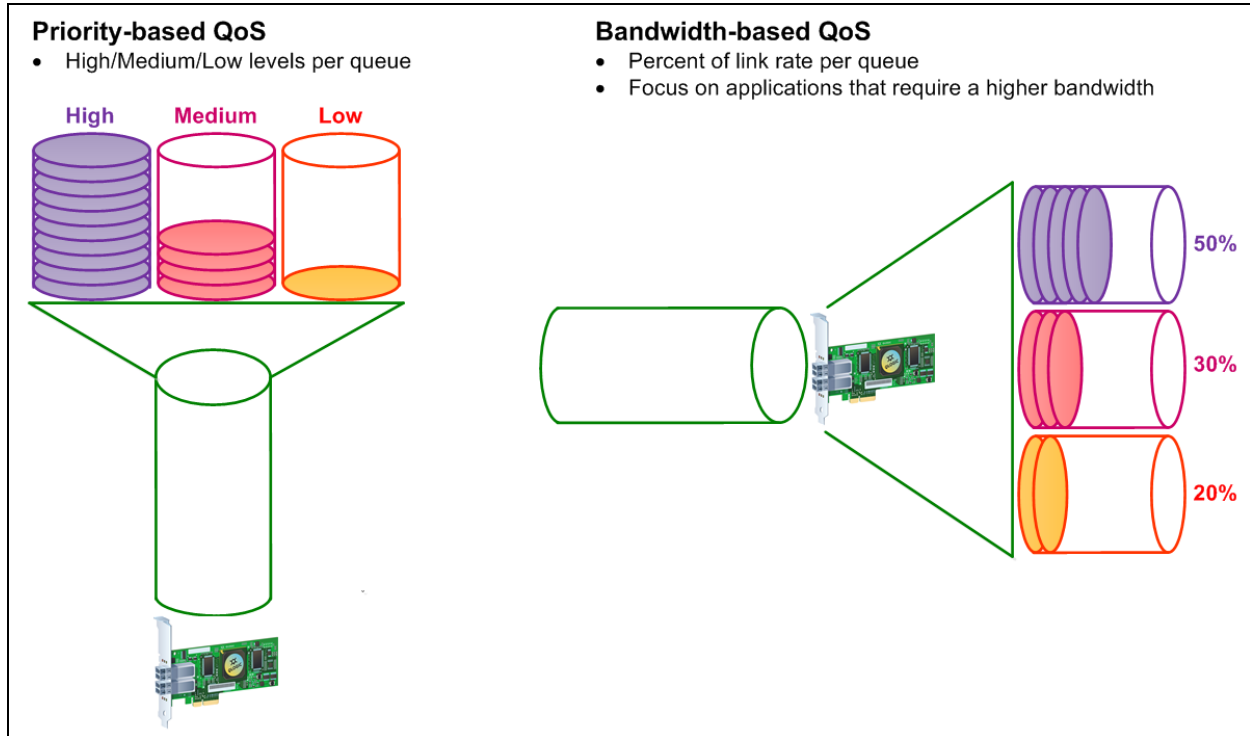 Priority-based QoS
• High/Medium/Low levels per queue
High Medium Low
Bandwidth-based QoS
• Percent of link rate per queue
• Focus on applications that require a higher bandwidth
50%
30%
20%